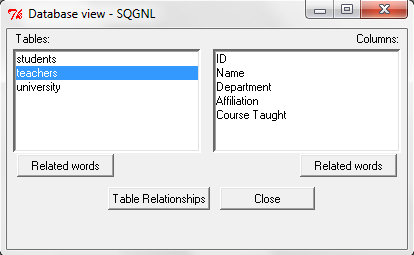 Database view - SQGNL
Tables:
Columns:
students
teachers
university
ID
Name
Department
Affiliation
Course Taught
Related words
Related words
Table Relationships
Close